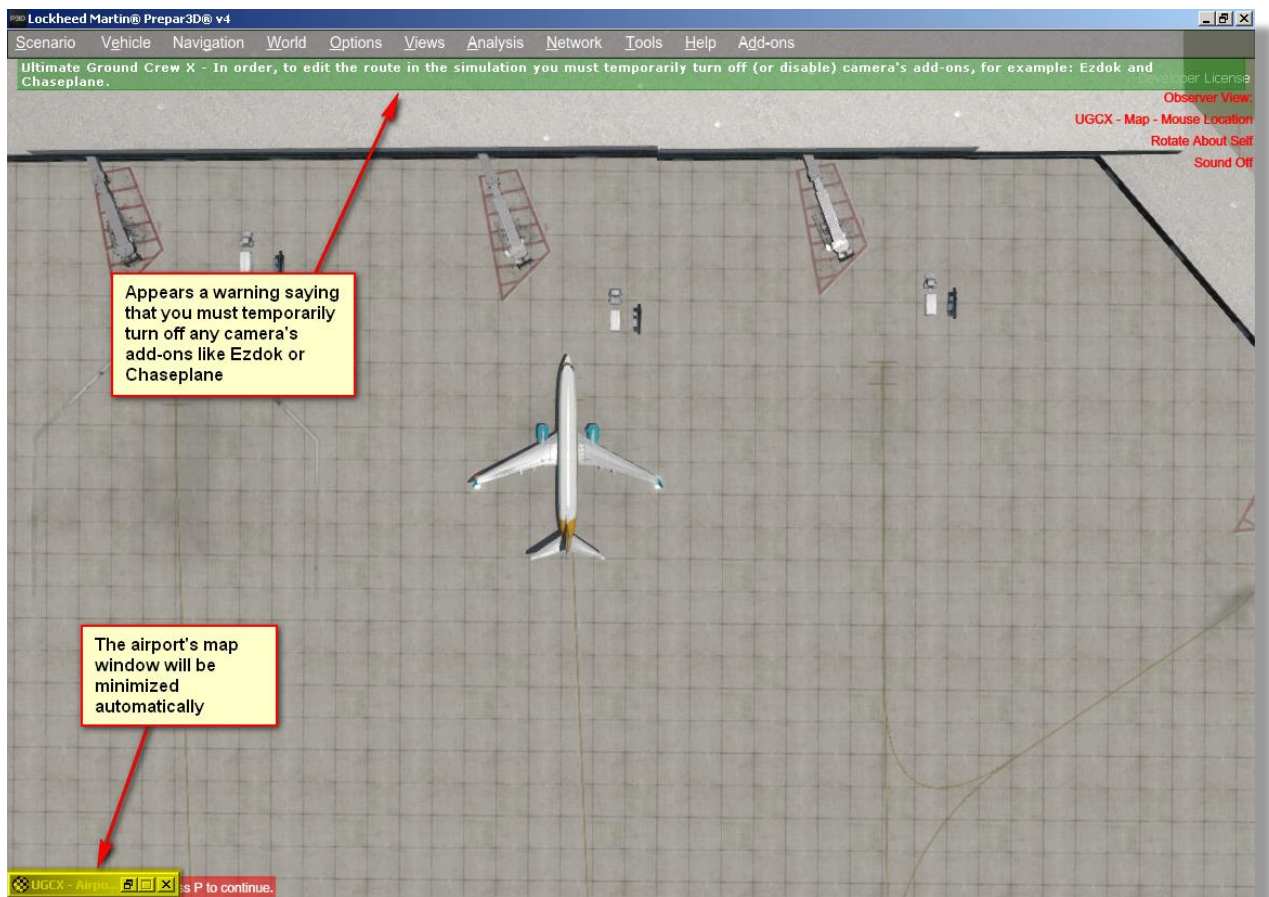 Lockheed Martin® Prepar3D® v4
Scenario Vehicle Navigation World Options Views Analysis Network Tools Help Add-ons
Ultimate Ground Crew X - In order, to edit the route in the simulation you must temporarily turn off (or disable) camera's add-ons, for example: Ezdok and
Chaseplane.
Developer License
Observer View:
UGCX - Map - Mouse Location
Rotate About Self
Sound Off
Appears a warning saying
that you must temporarily
turn off any camera's
add-ons like Ezdok or
Chaseplane
The airport's map
window will be
minimized
automatically
UGCX - Airpo... ss P to continue.